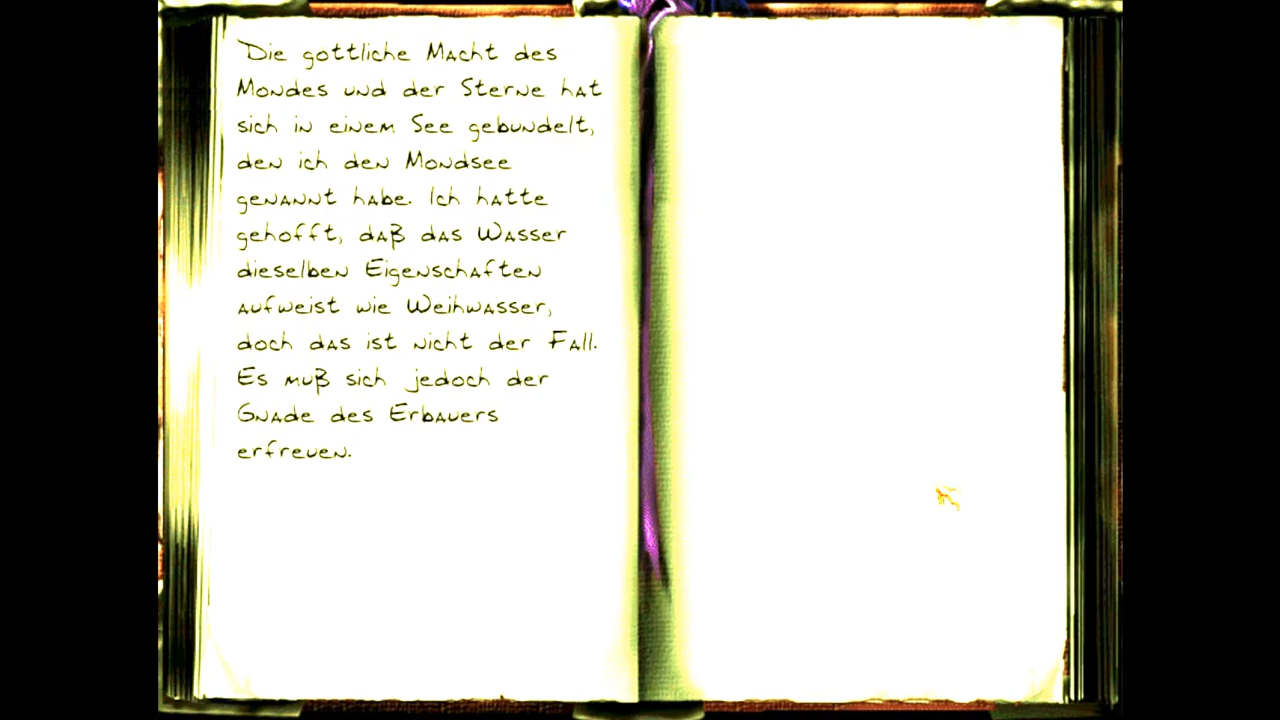 Die gottliche Macht des
Mondes und der Sterne hat
sich in einem See gebundelt,
den ich den Mondsee
genannt habe. Ich hatte
gehofft, daß das Wasser
dieselben Eigenschaften
aufweist wie Weihwasser,
doch das ist nicht der Fall.
Es muß sich jedoch der
Gnade des Erbauers
erfreuen.